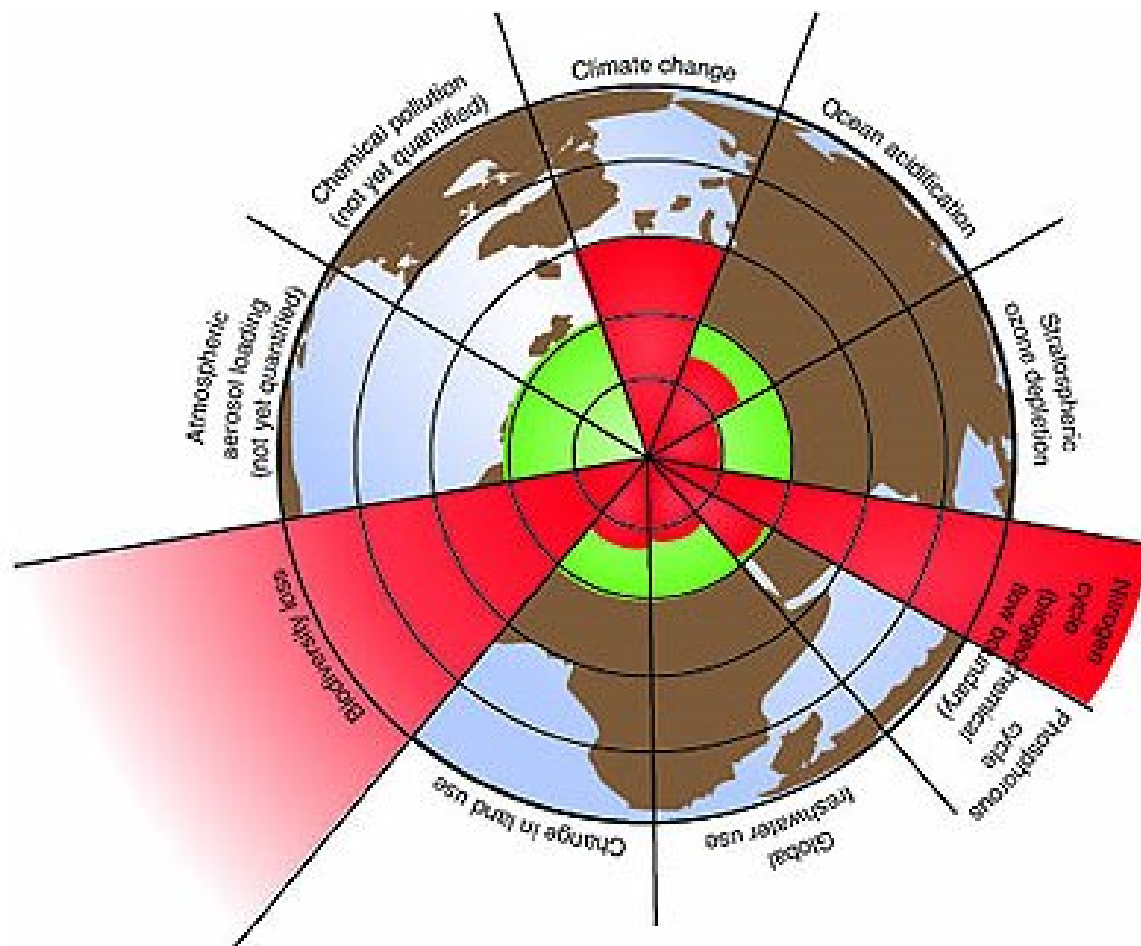 Climate change
Ocean acidification
Stratospheric
ozone depletion
Nitrogen
cycle
(biogeochemical
flow boundary)
Phosphorous
cycle
Global
freshwater use
Change in land use
Biodiversity loss
Atmospheric
aerosol loading
(not yet quantified)
Chemical pollution
(not yet quantified)